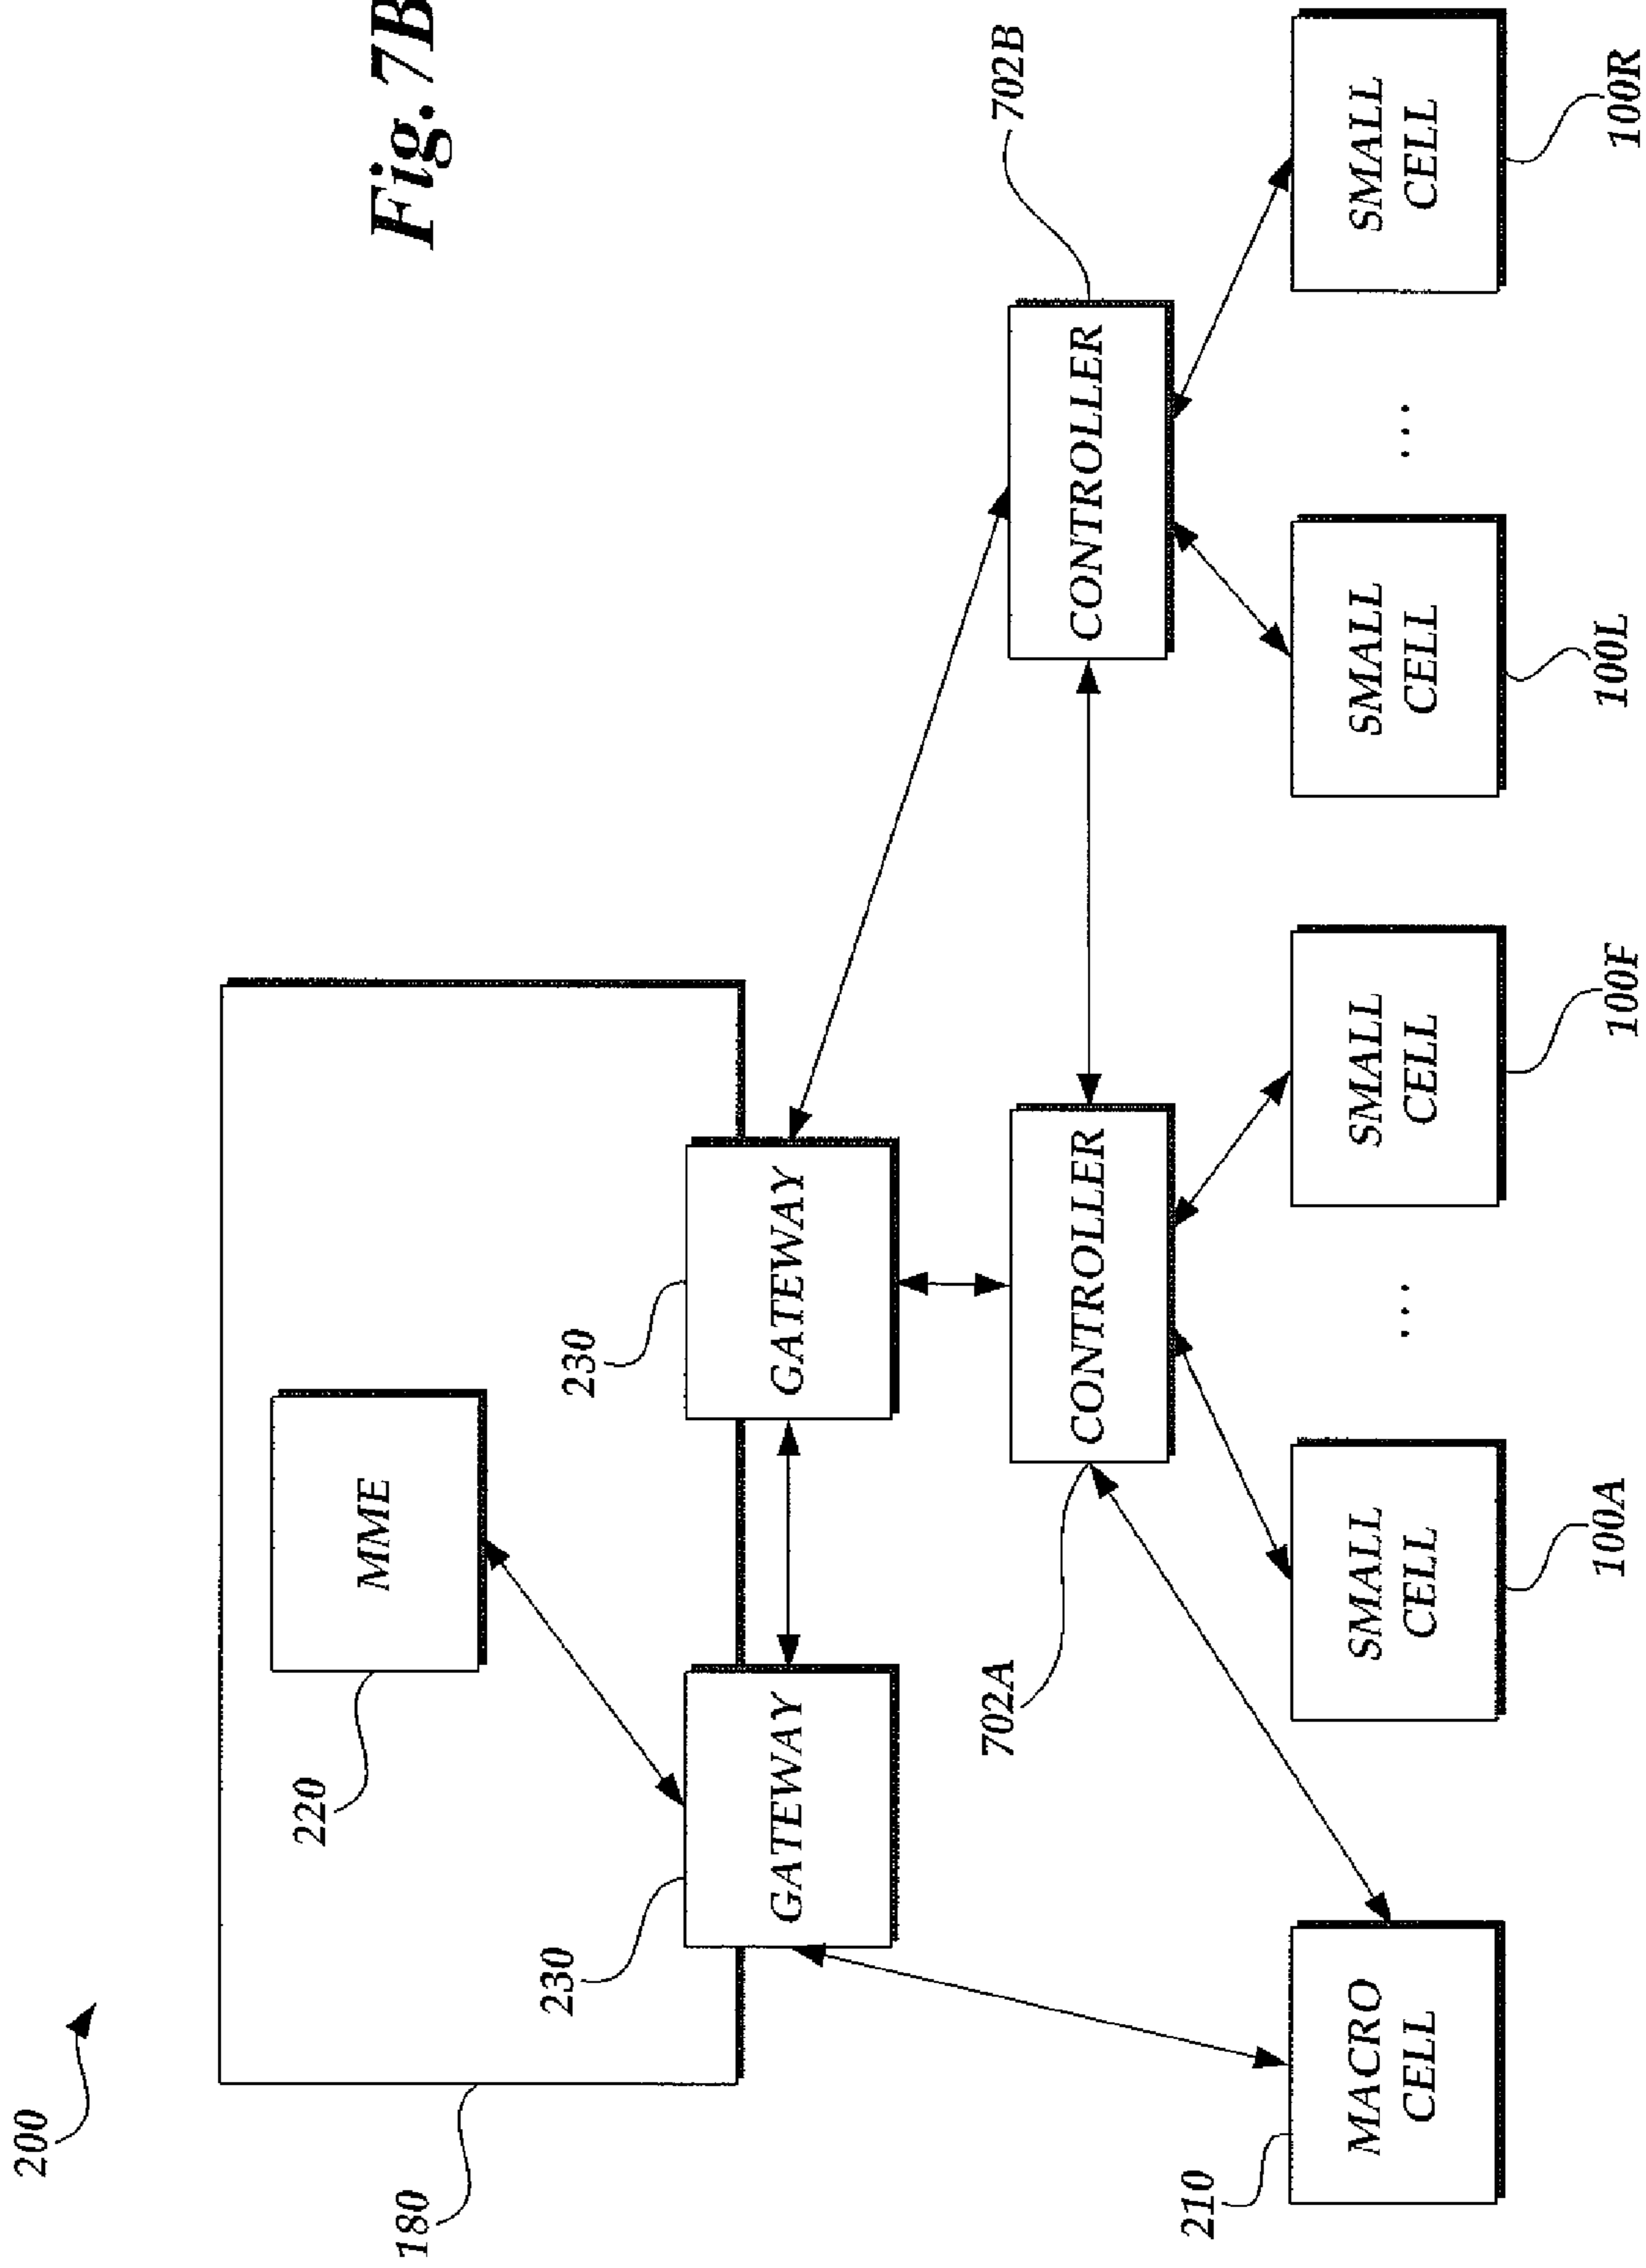 200
Fig. 7B
180
220
MME
230
GATEWAY
230
GATEWAY
702A
CONTROLLER
702B
CONTROLLER
210
MACRO
CELL
SMALL
CELL
100A
...
SMALL
CELL
100F
SMALL
CELL
100L
...
SMALL
CELL
100R